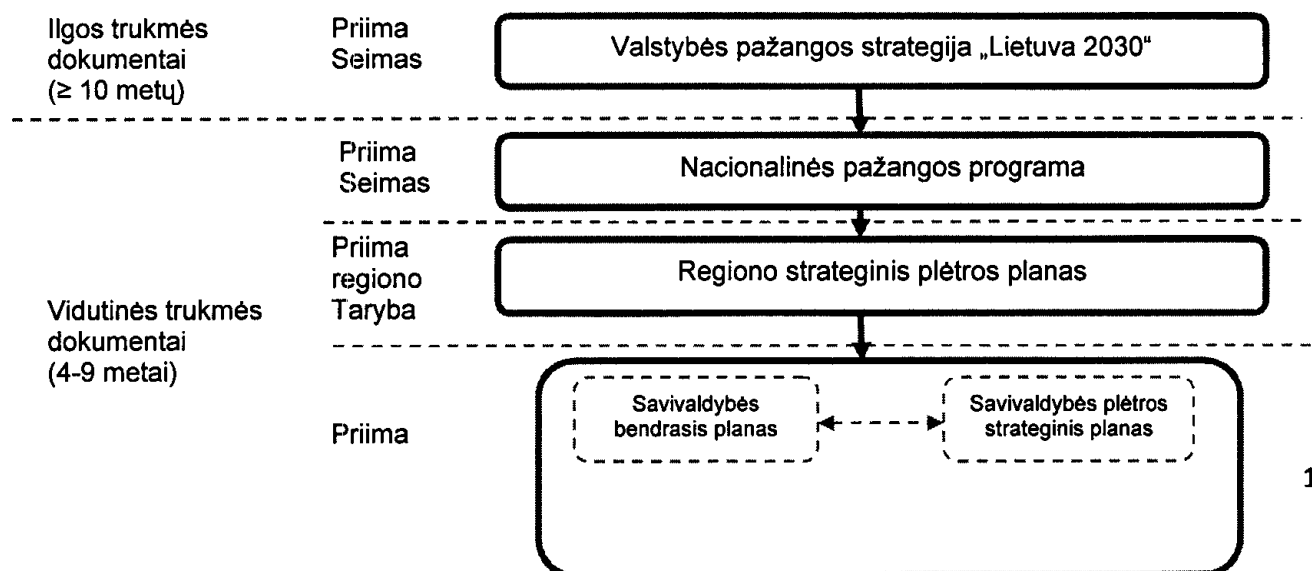 Ilgos trukmės
dokumentai
(≥ 10 metų)
Priima
Seimas
Valstybės pažangos strategija „Lietuva 2030“
Priima
Seimas
Nacionalinės pažangos programa
Vidutinės trukmės
dokumentai
(4-9 metai)
Priima
regiono
Taryba
Regiono strateginis plėtros planas
Priima
Savivaldybės
bendrasis planas
Savivaldybės plėtros
strateginis planas
1